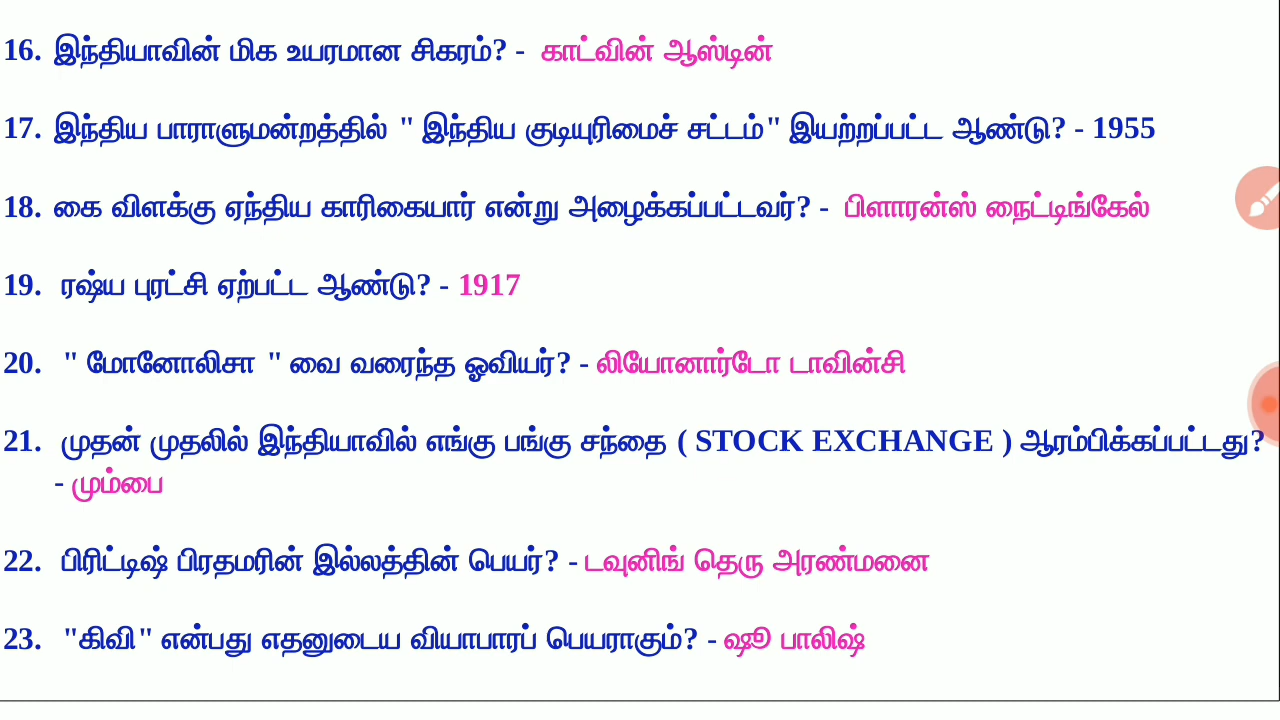 16. இந்தியாவின் மிக உயரமான சிகரம்? - காட்வின் ஆஸ்டின்
17. இந்திய பாராளுமன்றத்தில் " இந்திய குடியுரிமைச் சட்டம்" இயற்றப்பட்ட ஆண்டு? - 1955
18. கை விளக்கு ஏந்திய காரிகையார் என்று அழைக்கப்பட்டவர்? - பிளாரன்ஸ் நைட்டிங்கேல்
19. ரஷ்ய புரட்சி ஏற்பட்ட ஆண்டு? - 1917
20. " மோனோலிசா " வை வரைந்த ஓவியர்? - லியோனார்டோ டாவின்சி
21. முதன் முதலில் இந்தியாவில் எங்கு பங்கு சந்தை ( STOCK EXCHANGE ) ஆரம்பிக்கப்பட்டது?
- மும்பை
22. பிரிட்டிஷ் பிரதமரின் இல்லத்தின் பெயர்? - டவுனிங் தெரு அரண்மனை
23. "கிவி" என்பது எதனுடைய வியாபாரப் பெயராகும்? - ஷூ பாலிஷ்